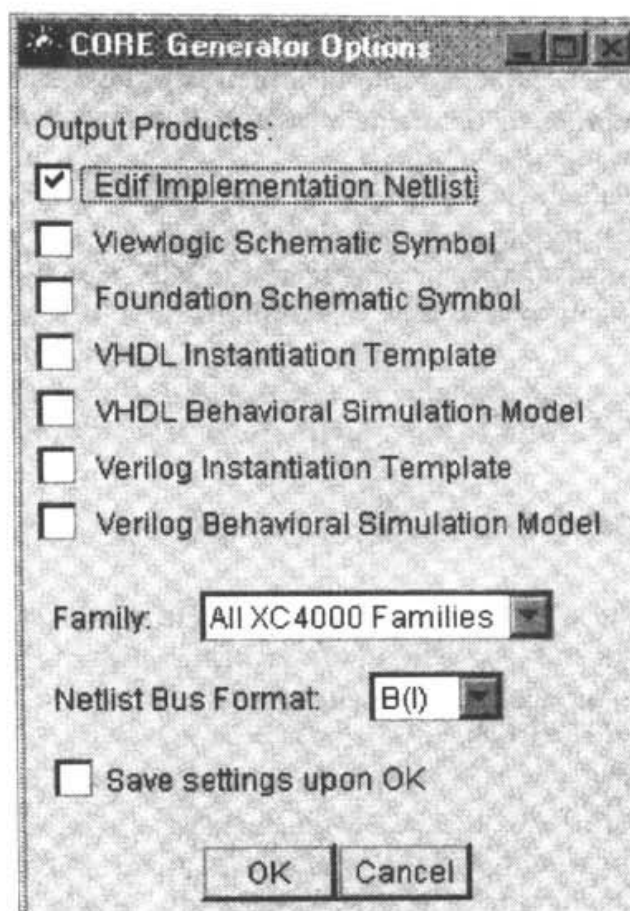 CORE Generator Options
Output Products :
Edif Implementation Netlist
Viewlogic Schematic Symbol
Foundation Schematic Symbol
VHDL Instantiation Template
VHDL Behavioral Simulation Model
Verilog Instantiation Template
Verilog Behavioral Simulation Model
Family: All XC4000 Families
Netlist Bus Format: B(I)
Save settings upon OK
OK Cancel